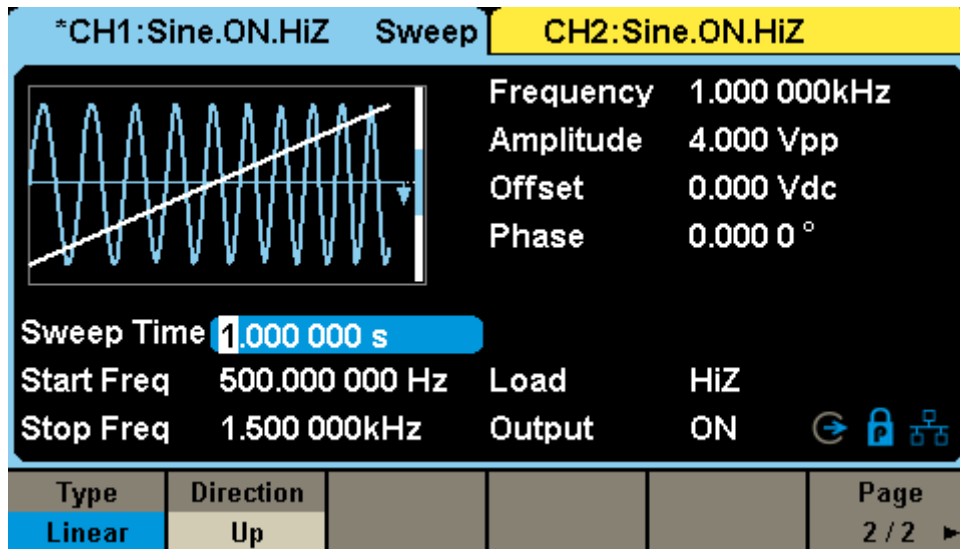 *CH1:Sine.ON.HiZ Sweep CH2:Sine.ON.HiZ
Frequency 1.000 000kHz
Amplitude 4.000 Vpp
Offset 0.000 Vdc
Phase 0.000 0 °
Sweep Time 1.000 000 s
Start Freq 500.000 000 Hz Load HiZ
Stop Freq 1.500 000kHz Output ON P
Type Direction Page
Linear Up 2 / 2 ►